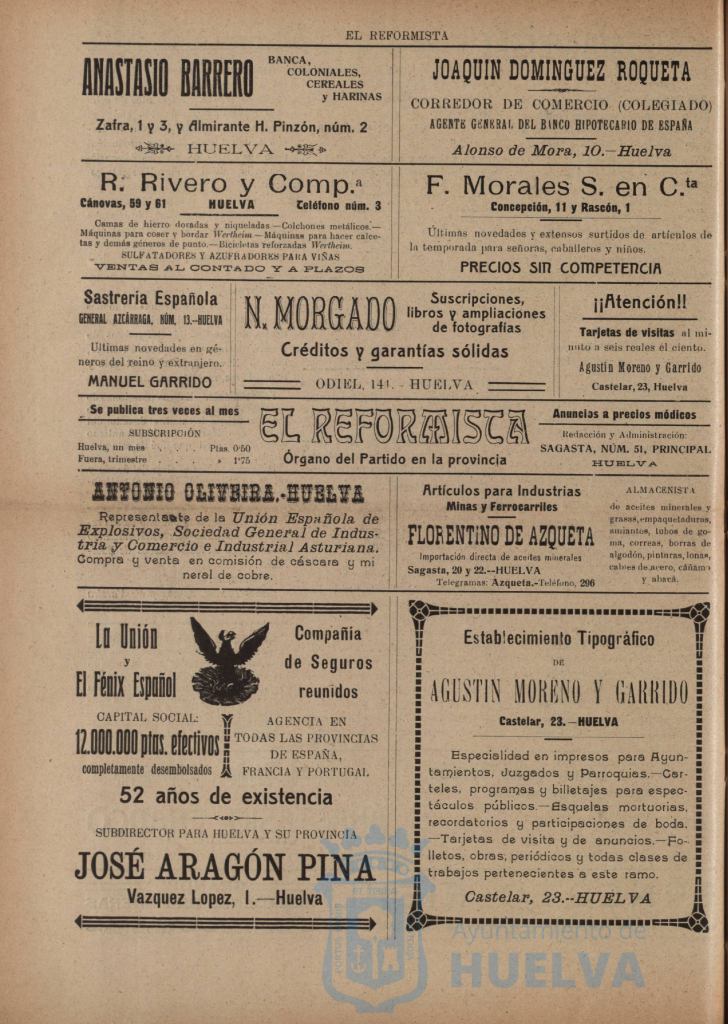 EL REFORMISTA
ANASTASIO BARRERO
BANCA,
COLONIALES,
CEREALES
y HARINAS
Zafra, 1 y 3, y Almirante H. Pinzón, núm. 2
HUELVA
JOAQUIN DOMINGUEZ ROQUETA
CORREDOR DE COMERCIO (COLEGIADO)
AGENTE GENERAL DEL BANCO HIPOTECARIO DE ESPAÑA
Alonso de Mora, 10.-Huelva
R. Rivero y Comp.a
Cánovas, 59 y 61 HUELVA Teléfono núm. 3
Camas de hierro doradas y niqueladas—Colchones metálicos.—
Máquinas para coser y bordar Wertheim—Máquinas para hacer calce-
tas y demás géneros de punto.—Bicicletas reforzadas Wertheim.
SULFATADORES Y AZUFRADORES PARA VIÑAS
VENTAS AL CONTADO Y A PLAZOS
F. Morales S. en C.ta
Concepción, 11 y Rascón, 1
Últimas novedades y extensos surtidos de artículos de
la temporada para señoras, caballeros y niños.
PRECIOS SIN COMPETENCIA
Sastrería Española
GENERAL AZCÁRRAGA, NÚM. 13.-HUELVA
Ultimas novedades en gé-
neros del reino y extranjero.
MANUEL GARRIDO
N. MORGADO
Suscripciones,
libros y ampliaciones
de fotografías
Créditos y garantías sólidas
ODIEL, 141. - HUELVA
¡¡Atención!!
Tarjetas de visitas al mi-
nuto a seis reales el ciento.
Agustin Moreno y Garrido
Castelar, 23, Huelva
Se publica tres veces al mes
SUBSCRIPCIÓN
Huelva, un mes . . . . Ptas. 0'50
Fuera, trimestre . . . . » 1'75
EL REFORMISTA
Órgano del Partido en la provincia
Anuncios a precios módicos
Redacción y Administración:
SAGASTA, NÚM. 51, PRINCIPAL
HUELVA
ANTONIO OLIVEIRA.-HUELVA
Representante de la Unión Española de
Explosivos, Sociedad General de Indus-
tria y Comercio e Industrial Asturiana.
Compra y venta en comisión de cáscara y mi
neral de cobre.
Artículos para Industrias
Minas y Ferrocarriles
FLORENTINO DE AZQUETA
Importación directa de aceites minerales
Sagasta, 20 y 22.--HUELVA
Telegramas: Azqueta.-Teléfono, 296
ALMACENISTA
de aceites minerales y
grasas, empaquetaduras,
amiantos, tubos de go-
ma, correas, borras de
algodón, pinturas, lonas,
cables de acero, cáñamo
y abacá.
La Unión
y
El Fénix Español
Compañía
de Seguros
reunidos
CAPITAL SOCIAL:
12.000.000 ptas. efectivos
completamente desembolsados
AGENCIA EN
TODAS LAS PROVINCIAS
DE ESPAÑA,
FRANCIA Y PORTUGAL
52 años de existencia
SUBDIRECTOR PARA HUELVA Y SU PROVINCIA
JOSÉ ARAGÓN PINA
Vazquez Lopez, 1.—Huelva
Establecimiento Tipográfico
DE
AGUSTIN MORENO Y GARRIDO
Castelar, 23.—HUELVA
Especialidad en impresos para Ayun-
tamientos, Juzgados y Parroquias.—Car-
teles, programas y billetajes para espec-
táculos públicos.—Esquelas mortuorias,
recordatorios y participaciones de boda.
—Tarjetas de visita y de anuncios.—Fo-
lletos, obras, periódicos y todas clases de
trabajos pertenecientes a este ramo.
Castelar, 23.--HUELVA
Ayuntamiento de
HUELVA